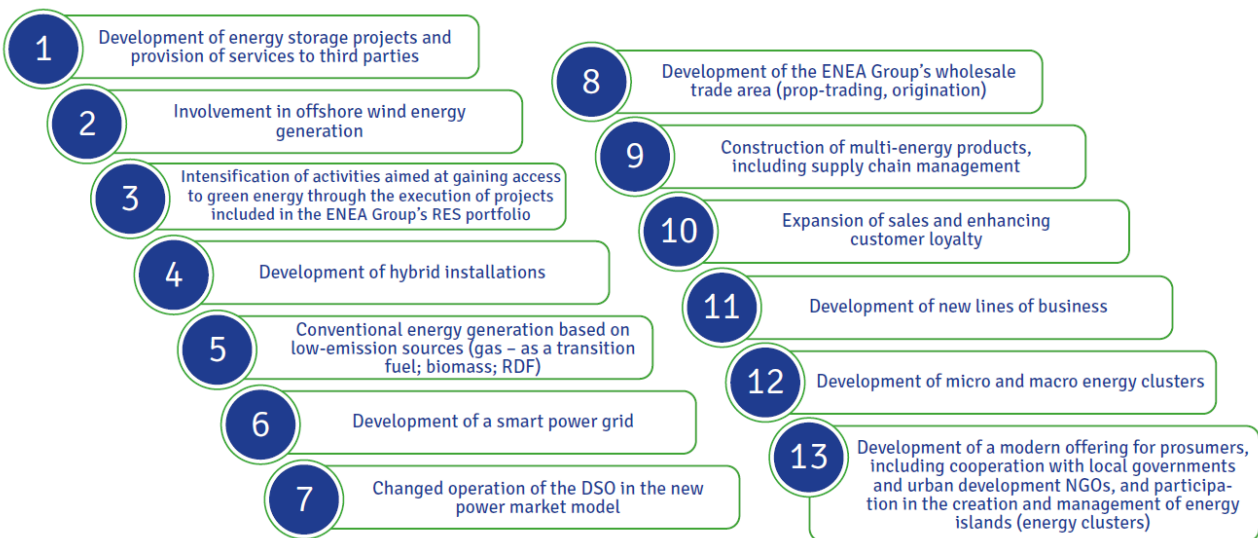 1
Development of energy storage projects and
provision of services to third parties
2
Involvement in offshore wind energy
generation
3
Intensification of activities aimed at gaining access
to green energy through the execution of projects
included in the ENEA Group's RES portfolio
4
Development of hybrid installations
5
Conventional energy generation based on
low-emission sources (gas – as a transition
fuel; biomass; RDF)
6
Development of a smart power grid
7
Changed operation of the DSO in the new
power market model
8
Development of the ENEA Group's wholesale
trade area (prop-trading, origination)
9
Construction of multi-energy products,
including supply chain management
10
Expansion of sales and enhancing
customer loyalty
11
Development of new lines of business
12
Development of micro and macro energy clusters
13
Development of a modern offering for prosumers,
including cooperation with local governments
and urban development NGOs, and participa-
tion in the creation and management of energy
islands (energy clusters)